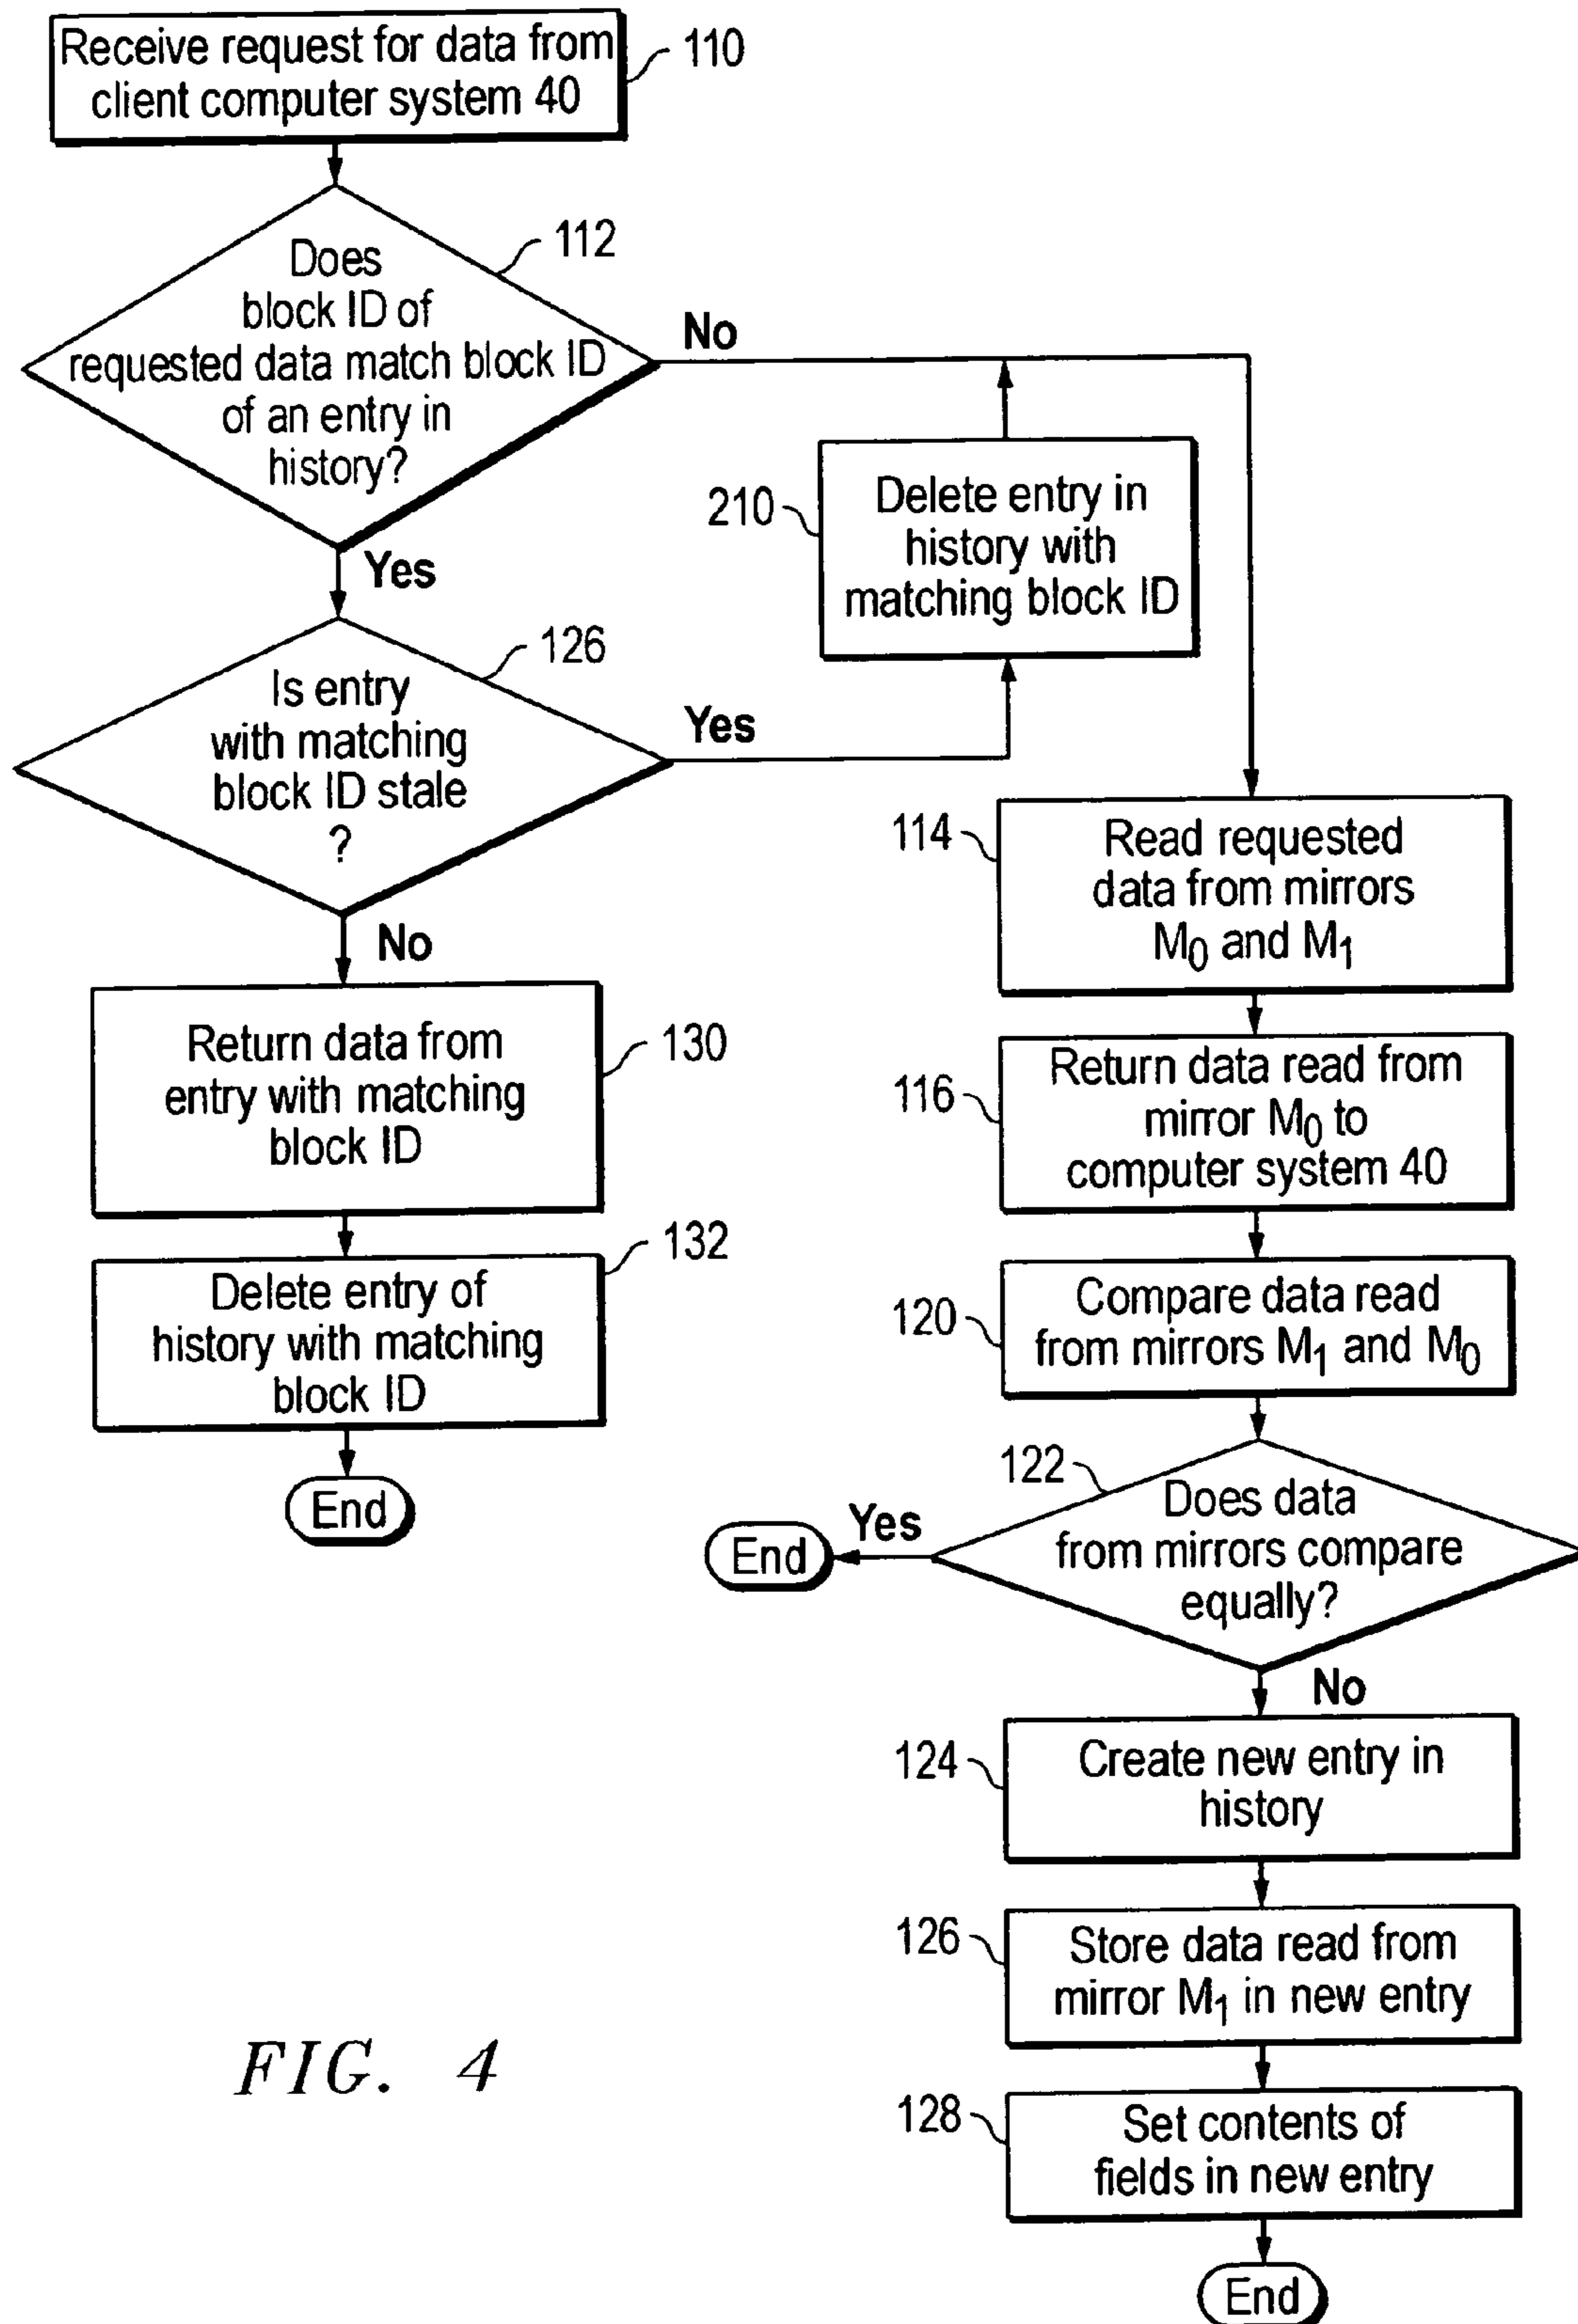 Receive request for data from
client computer system 40
110
Does
block ID of
requested data match block ID
of an entry in
history?
112
No
Yes
210
Delete entry in
history with
matching block ID
Is entry
with matching
block ID stale
?
126
Yes
No
Return data from
entry with matching
block ID
130
Delete entry of
history with matching
block ID
132
End
114
Read requested
data from mirrors
M0 and M1
116
Return data read from
mirror M0 to
computer system 40
120
Compare data read
from mirrors M1 and M0
122
Does data
from mirrors compare
equally?
Yes
End
No
124
Create new entry in
history
126
Store data read from
mirror M1 in new entry
128
Set contents of
fields in new entry
End
FIG. 4